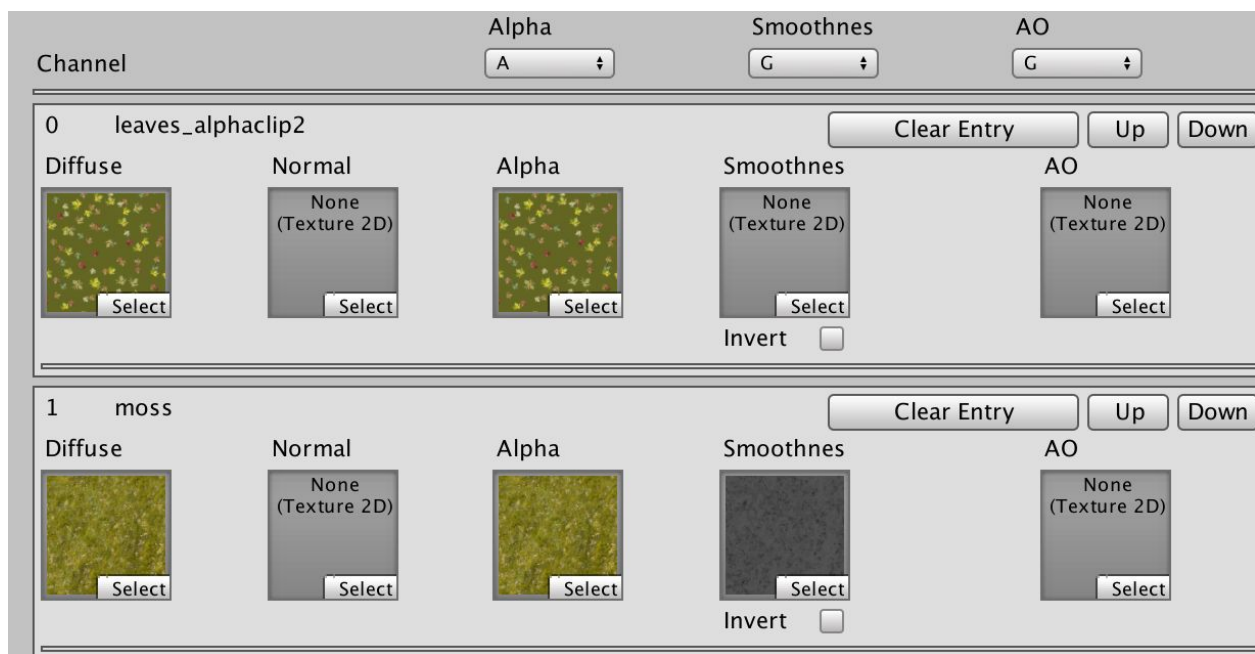 Alpha Smoothnes AO
Channel A G G
0 leaves_alphaclip2 Clear Entry Up Down
Diffuse Normal Alpha Smoothnes AO
None None None
(Texture 2D) (Texture 2D) (Texture 2D)
Select Select Select Select Select
Invert
1 moss Clear Entry Up Down
Diffuse Normal Alpha Smoothnes AO
None None
(Texture 2D) (Texture 2D)
Select Select Select Select Select
Invert